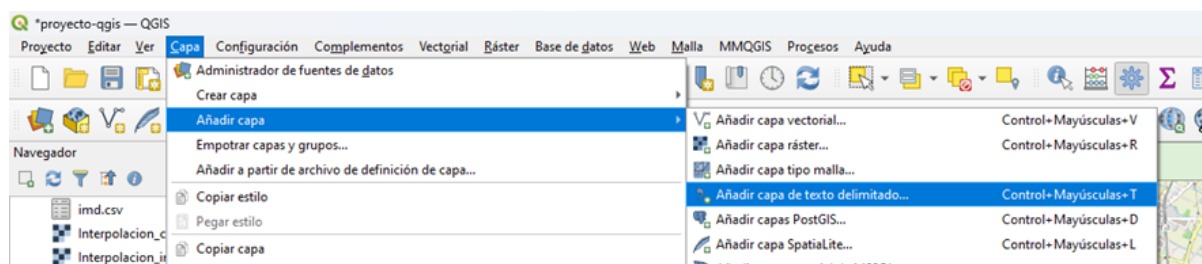 *proyecto-qgis — QGIS
Proyecto Editar Ver Capa Configuración Complementos Vectorial Ráster Base de datos Web Malla MMQGIS Procesos Ayuda
Administrador de fuentes de datos
Crear capa
Añadir capa
Empotrar capas y grupos...
Añadir a partir de archivo de definición de capa...
Copiar estilo
Pegar estilo
Copiar capa
Añadir capa vectorial... Control+Mayúsculas+V
Añadir capa ráster... Control+Mayúsculas+R
Añadir capa tipo malla...
Añadir capa de texto delimitado... Control+Mayúsculas+T
Añadir capas PostGIS... Control+Mayúsculas+D
Añadir capa SpatiaLite... Control+Mayúsculas+L
Navegador
imd.csv
Interpolacion_c
Interpolacion_i